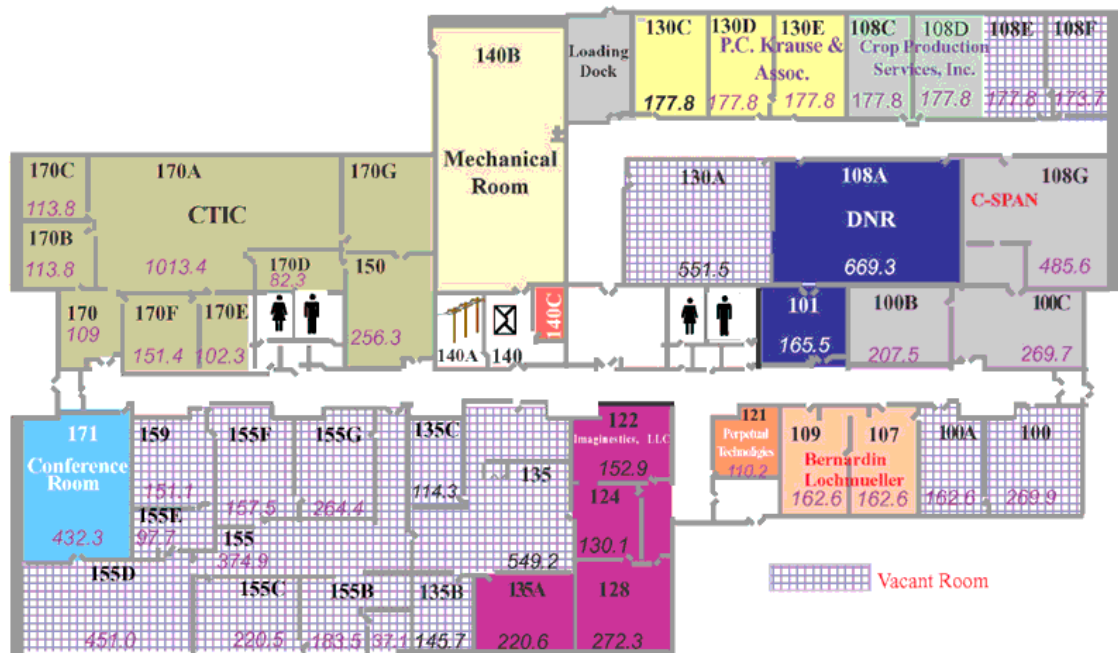 130C
130D
130E
108C
108D
108E
108F
P.C. Krause &
Assoc.
Crop Production
Services, Inc.
177.8
177.8
177.8
177.8
177.8
177.8
173.7
140B
Mechanical
Room
Loading
Dock
170C
113.8
170B
113.8
170A
CTIC
1013.4
170G
170D
82.3
150
256.3
130A
551.5
108A
DNR
669.3
108G
C-SPAN
485.6
170
109
170F
151.4
170E
102.3
140A
140
140C
101
165.5
100B
207.5
100C
269.7
171
Conference
Room
432.3
159
151.1
155E
97.7
155F
157.5
155G
264.4
155
374.9
135C
114.3
135
549.2
122
Imaginestics, LLC
152.9
124
130.1
121
Perpetual
Technologies
110.2
109
107
Bernardin
Lochmueller
162.6
162.6
100A
162.6
100
269.9
155D
451.0
155C
220.5
155B
183.5
37.1
135B
145.7
135A
220.6
128
272.3
Vacant Room